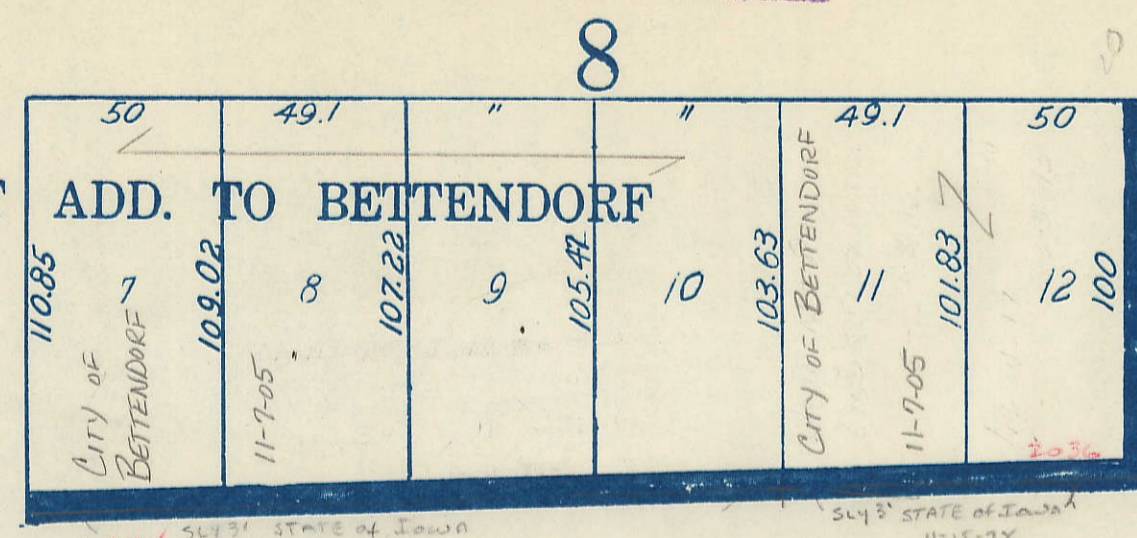 8
50 49.1 " " 49.1 50
ADD. TO BETTENDORF
110.85 7 109.02 8 107.22 9 105.42 10 103.63 11 101.83 12 100
CITY OF
BETTENDORF
11-7-05
CITY OF BETTENDORF
11-7-05
2036
SLY 3' STATE of IOWA
SLY 3' STATE of IOWA